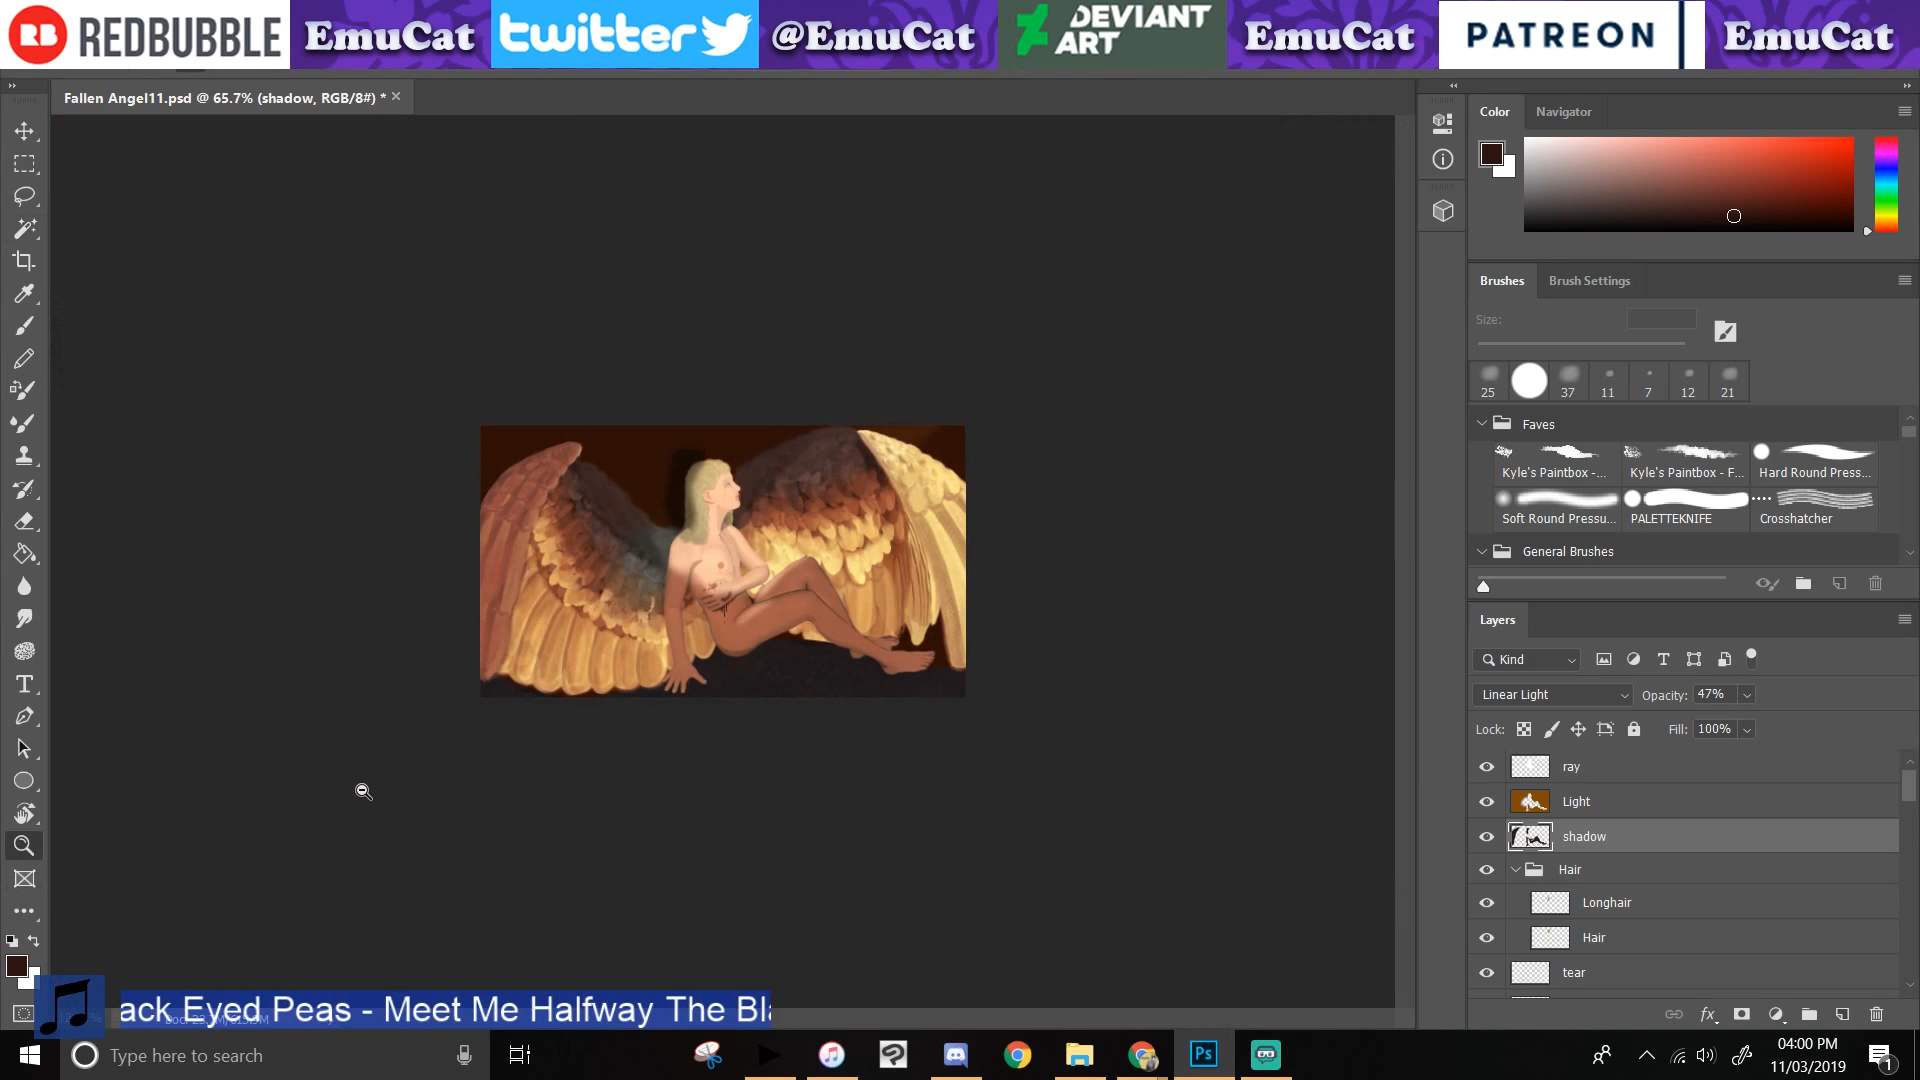 REDBUBBLE EmuCat twitter @EmuCat DEVIANT ART EmuCat PATREON EmuCat
Fallen Angel11.psd @ 65.7% (shadow, RGB/8#) *
Color Navigator
Brushes Brush Settings
Size:
25 37 11 7 12 21
Faves
Kyle's Paintbox -... Kyle's Paintbox - F... Hard Round Press...
Soft Round Pressu... PALETTEKNIFE Crosshatcher
General Brushes
Layers
Kind
Linear Light Opacity: 47%
Lock: Fill: 100%
ray
Light
shadow
Hair
Longhair
Hair
tear
ack Eyed Peas - Meet Me Halfway The Bla
Type here to search
Ps
04:00 PM
11/03/2019
1